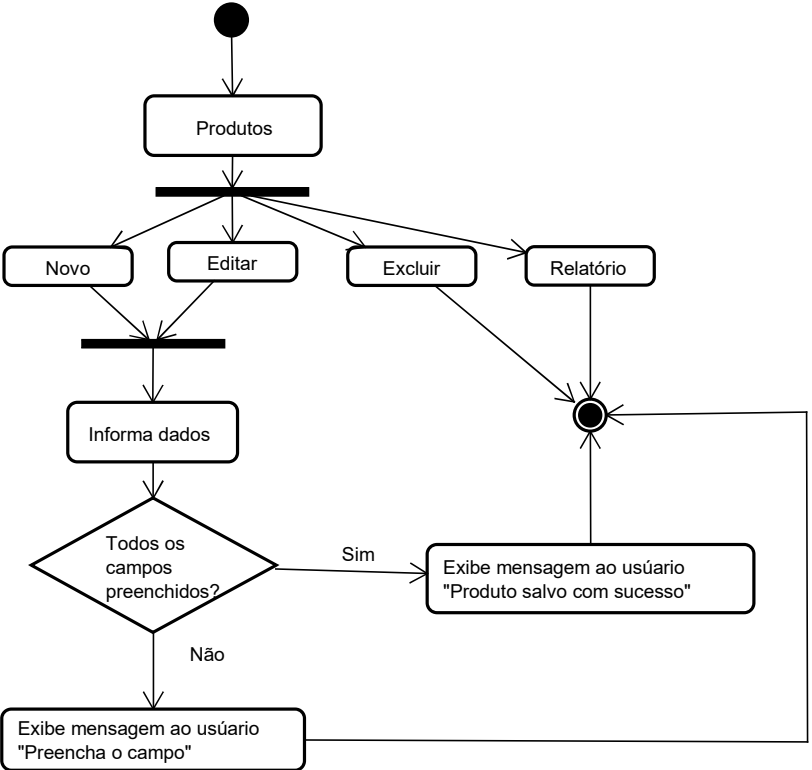 Produtos
Novo
Editar
Excluir
Relatório
Informa dados
Todos os
campos
preenchidos?
Sim
Exibe mensagem ao usúario
"Produto salvo com sucesso"
Não
Exibe mensagem ao usúario
"Preencha o campo"